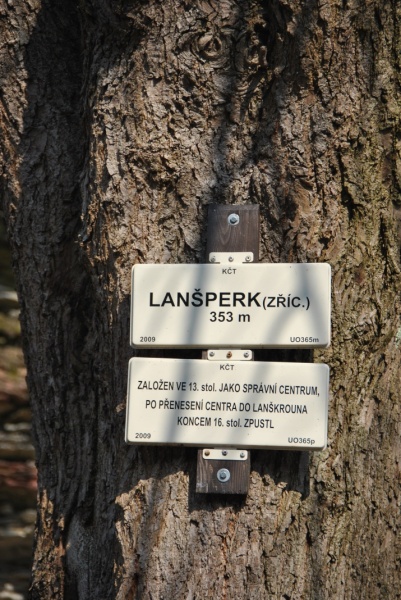 KČT
LANŠPERK (ZŘÍC.)
353 m
2009 UO365m
KČT
ZALOŽEN VE 13. stol. JAKO SPRÁVNÍ CENTRUM,
PO PŘENESENÍ CENTRA DO LANŠKROUNA
KONCEM 16. stol. ZPUSTL
2009 UO365p